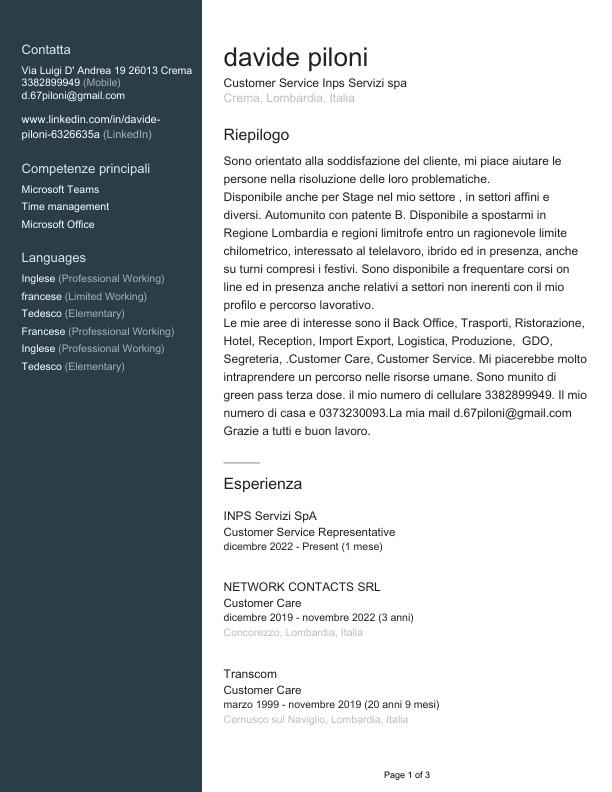 Contatta
Via Luigi D' Andrea 19 26013 Crema
3382899949 (Mobile)
d.67piloni@gmail.com
www.linkedin.com/in/davide-
piloni-6326635a (LinkedIn)
Competenze principali
Microsoft Teams
Time management
Microsoft Office
Languages
Inglese (Professional Working)
francese (Limited Working)
Tedesco (Elementary)
Francese (Professional Working)
Inglese (Professional Working)
Tedesco (Elementary)
davide piloni
Customer Service Inps Servizi spa
Crema, Lombardia, Italia
Riepilogo
Sono orientato alla soddisfazione del cliente, mi piace aiutare le
persone nella risoluzione delle loro problematiche.
Disponibile anche per Stage nel mio settore , in settori affini e
diversi. Automunito con patente B. Disponibile a spostarmi in
Regione Lombardia e regioni limitrofe entro un ragionevole limite
chilometrico, interessato al telelavoro, ibrido ed in presenza, anche
su turni compresi i festivi. Sono disponibile a frequentare corsi on
line ed in presenza anche relativi a settori non inerenti con il mio
profilo e percorso lavorativo.
Le mie aree di interesse sono il Back Office, Trasporti, Ristorazione,
Hotel, Reception, Import Export, Logistica, Produzione,  GDO,
Segreteria, .Customer Care, Customer Service. Mi piacerebbe molto
intraprendere un percorso nelle risorse umane. Sono munito di
green pass terza dose. il mio numero di cellulare 3382899949. Il mio
numero di casa e 0373230093.La mia mail d.67piloni@gmail.com
Grazie a tutti e buon lavoro.
Esperienza
INPS Servizi SpA
Customer Service Representative
dicembre 2022 - Present (1 mese)
NETWORK CONTACTS SRL
Customer Care
dicembre 2019 - novembre 2022 (3 anni)
Concorezzo, Lombardia, Italia
Transcom
Customer Care
marzo 1999 - novembre 2019 (20 anni 9 mesi)
Cernusco sul Naviglio, Lombardia, Italia
Page 1 of 3